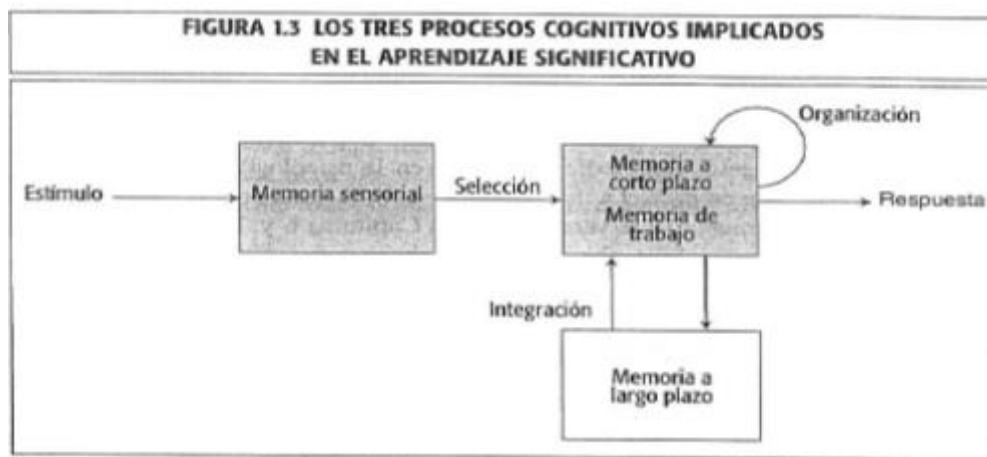 FIGURA 1.3 LOS TRES PROCESOS COGNITIVOS IMPLICADOS
EN EL APRENDIZAJE SIGNIFICATIVO
Organización
Estímulo
Memoria sensorial
Selección
Memoria a
corto plazo
Memoria de
trabajo
Respuesta
Integración
Memoria a
largo plazo